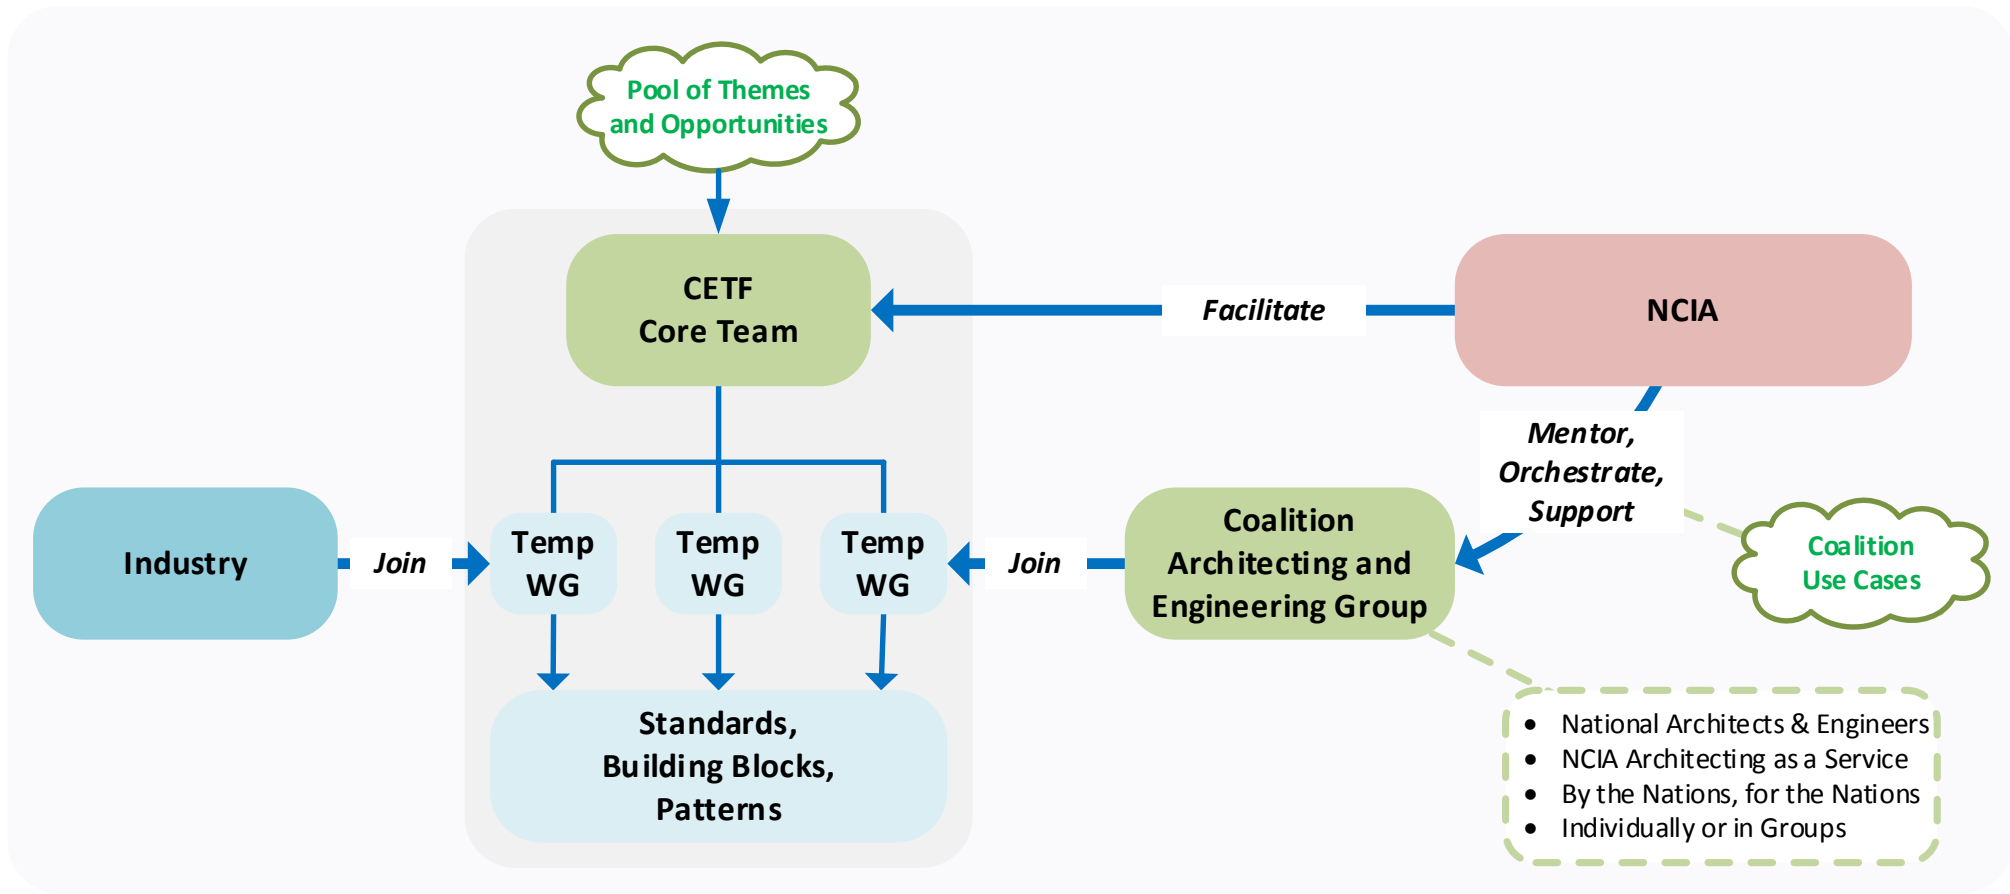 Pool of Themes
and Opportunities
CETF
Core Team
Facilitate
NCIA
Mentor,
Orchestrate,
Support
Industry
Join
Temp
WG
Temp
WG
Temp
WG
Join
Coalition
Architecting and
Engineering Group
Coalition
Use Cases
Standards,
Building Blocks,
Patterns
• National Architects & Engineers
• NCIA Architecting as a Service
• By the Nations, for the Nations
• Individually or in Groups